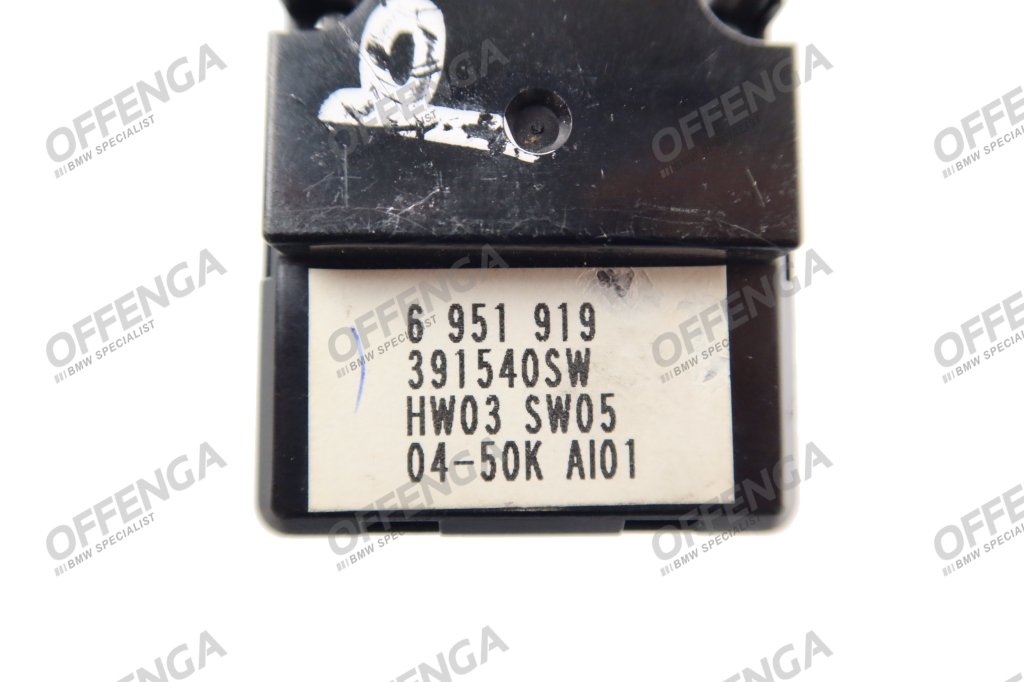 6 951 919
391540SW
HW03 SW05
04-50K AI01
OFFENGA
BMW SPECIALIST